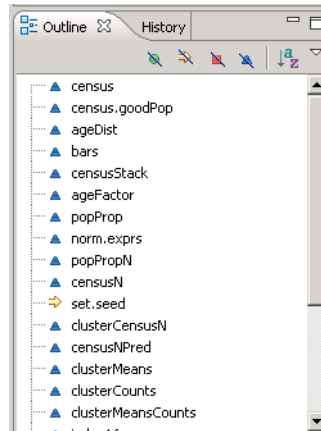 Outline History
a
z
census
census.goodPop
ageDist
bars
censusStack
ageFactor
popProp
norm.exprs
popPropN
censusN
set.seed
clusterCensusN
censusNPred
clusterMeans
clusterCounts
clusterMeansCounts